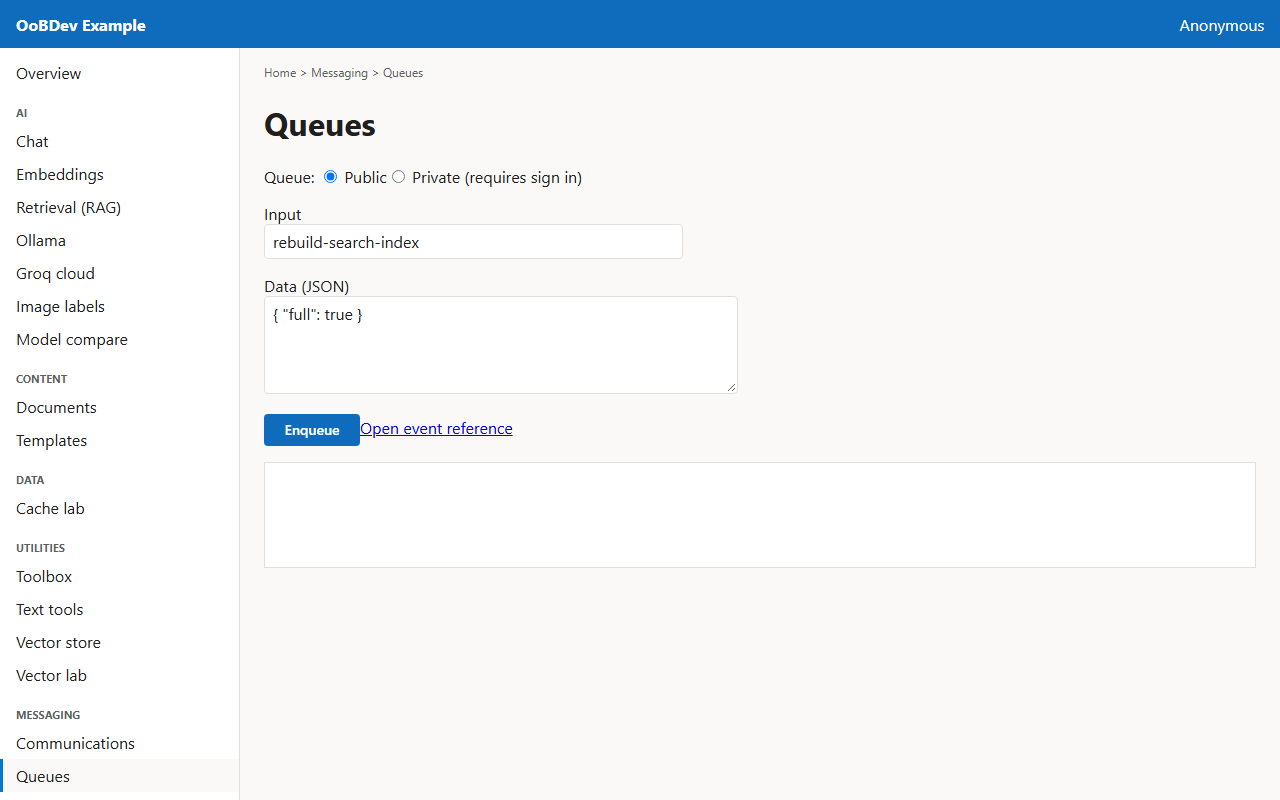 OoBDev Example
Anonymous
Overview
AI
Chat
Embeddings
Retrieval (RAG)
Ollama
Groq cloud
Image labels
Model compare
CONTENT
Documents
Templates
DATA
Cache lab
UTILITIES
Toolbox
Text tools
Vector store
Vector lab
MESSAGING
Communications
Queues
Home > Messaging > Queues
Queues
Queue: Public Private (requires sign in)
Input
rebuild-search-index
Data (JSON)
{ "full": true }
Enqueue Open event reference